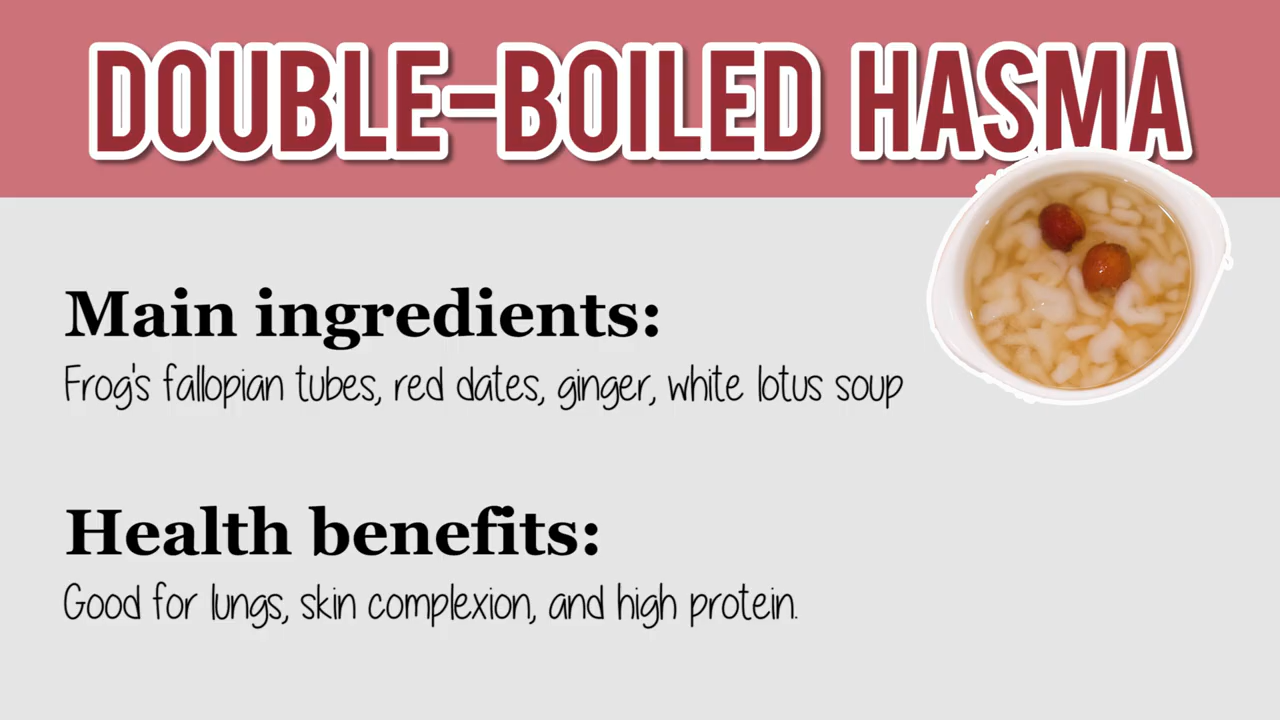 DOUBLE-BOILED HASMA
Main ingredients:
Frog's fallopian tubes, red dates, ginger, white lotus soup
Health benefits:
Good for lungs, skin complexion, and high protein.